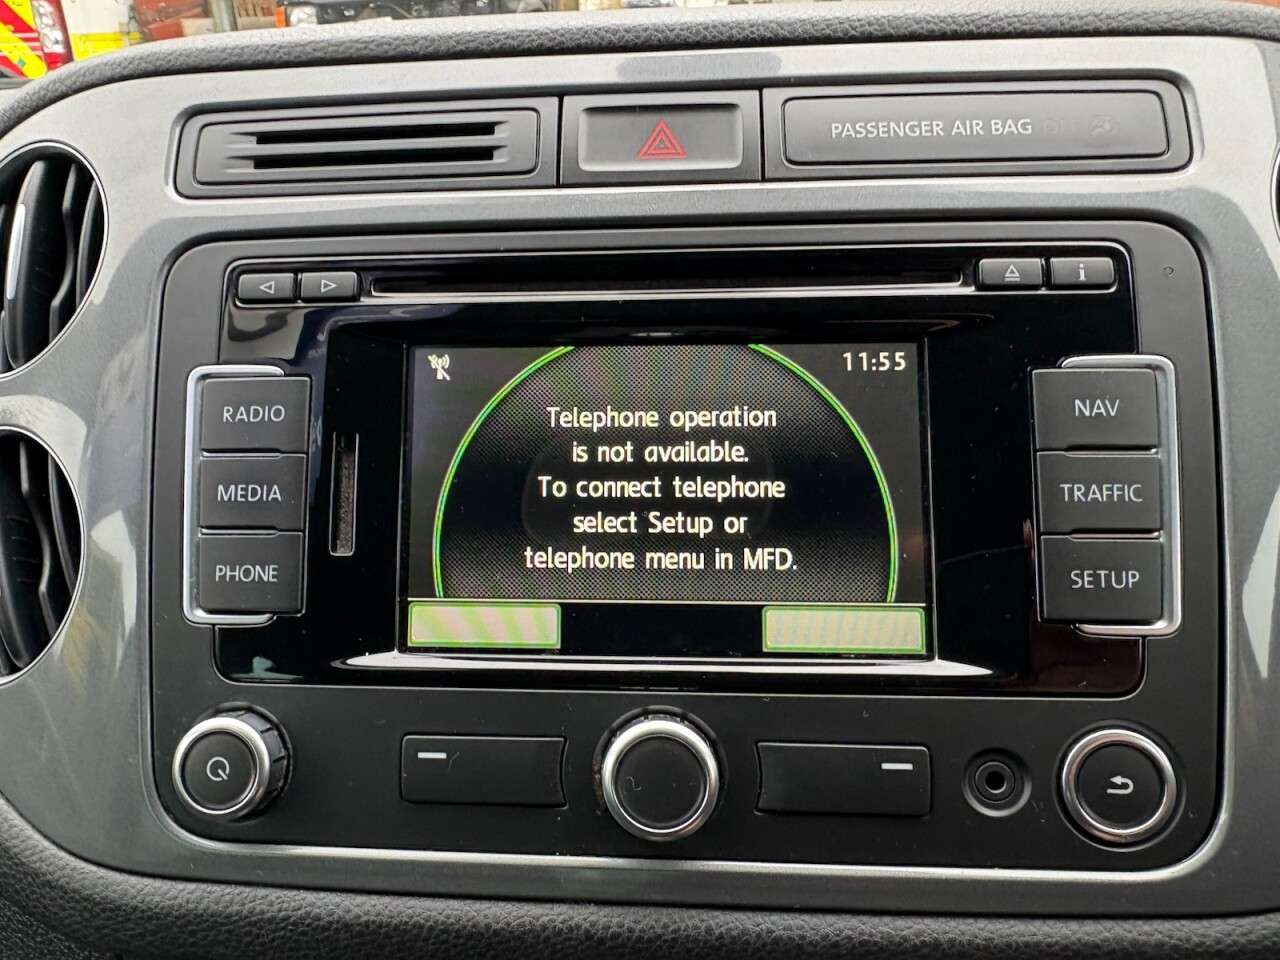 PASSENGER AIR BAG OFF
i
11:55
RADIO
MEDIA
PHONE
Telephone operation
is not available.
To connect telephone
select Setup or
telephone menu in MFD.
NAV
TRAFFIC
SETUP